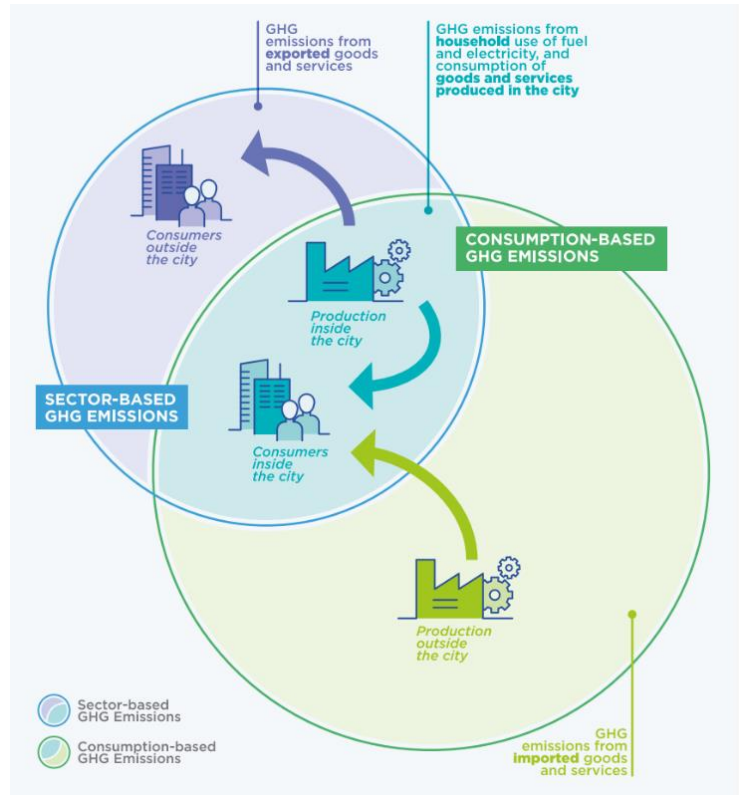 GHG
emissions from
exported goods
and services
GHG emissions from
household use of fuel
and electricity, and
consumption of
goods and services
produced in the city
Consumers
outside
the city
CONSUMPTION-BASED
GHG EMISSIONS
Production
inside
the city
SECTOR-BASED
GHG EMISSIONS
Consumers
inside
the city
Production
outside
the city
Sector-based
GHG Emissions
Consumption-based
GHG Emissions
GHG
emissions from
imported goods
and services